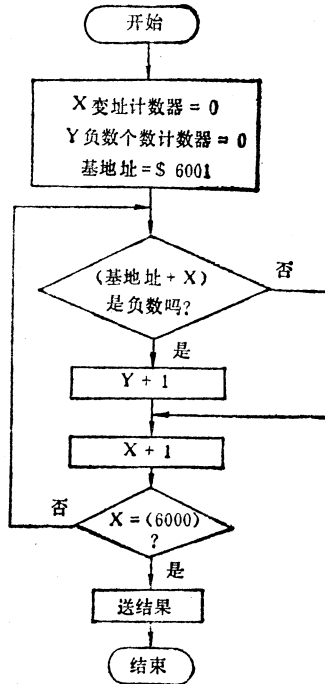 开始
X 变址计数器 = 0
Y 负数个数计数器 = 0
基地址 = $ 6001
(基地址 + X)
是负数吗?
否
是
Y + 1
X + 1
否
X = (6000)
?
是
送结果
结束